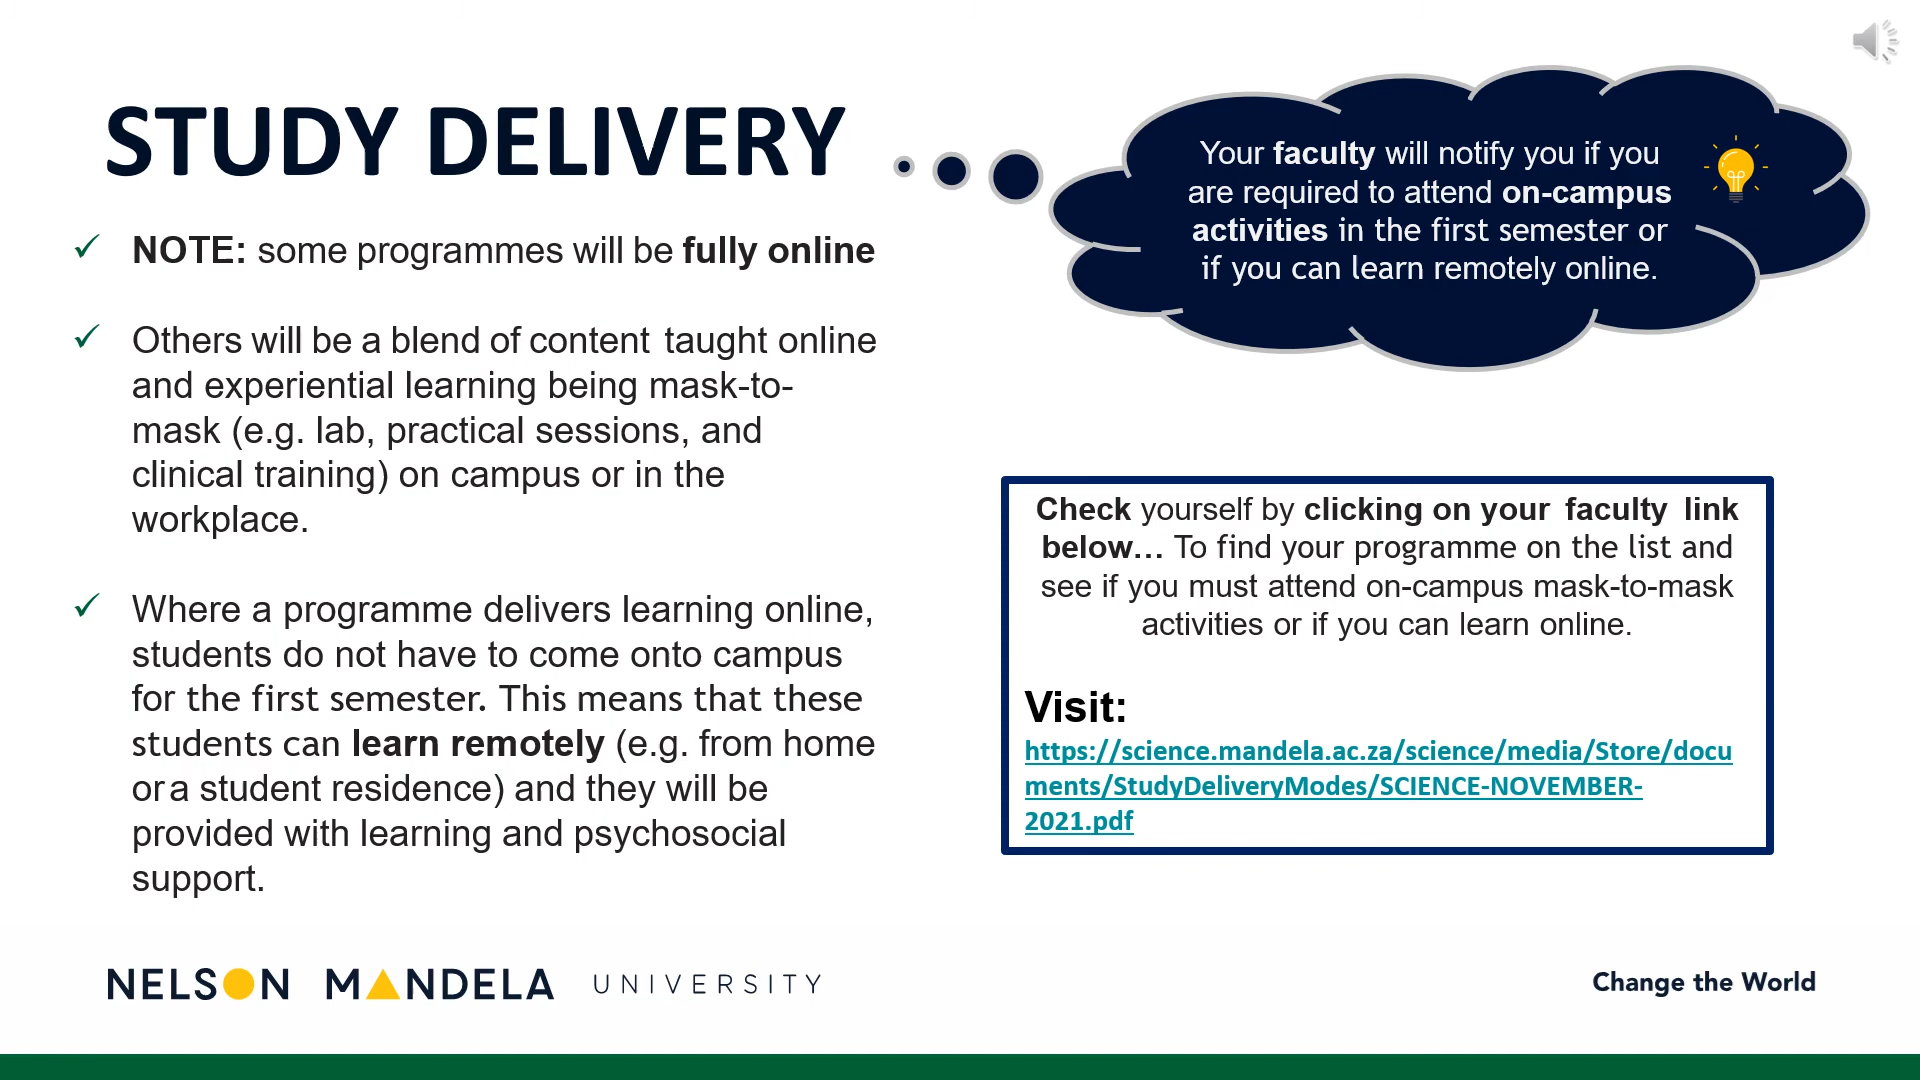 STUDY DELIVERY
NOTE: some programmes will be fully online
Others will be a blend of content taught online
and experiential learning being mask-to-
mask (e.g. lab, practical sessions, and
clinical training) on campus or in the
workplace.
Where a programme delivers learning online,
students do not have to come onto campus
for the first semester. This means that these
students can learn remotely (e.g. from home
or a student residence) and they will be
provided with learning and psychosocial
support.
Your faculty will notify you if you
are required to attend on-campus
activities in the first semester or
if you can learn remotely online.
Check yourself by clicking on your faculty link
below... To find your programme on the list and
see if you must attend on-campus mask-to-mask
activities or if you can learn online.
Visit:
https://science.mandela.ac.za/science/media/Store/docu
ments/StudyDeliveryModes/SCIENCE-NOVEMBER-
2021.pdf
NELSON MANDELA UNIVERSITY
Change the World